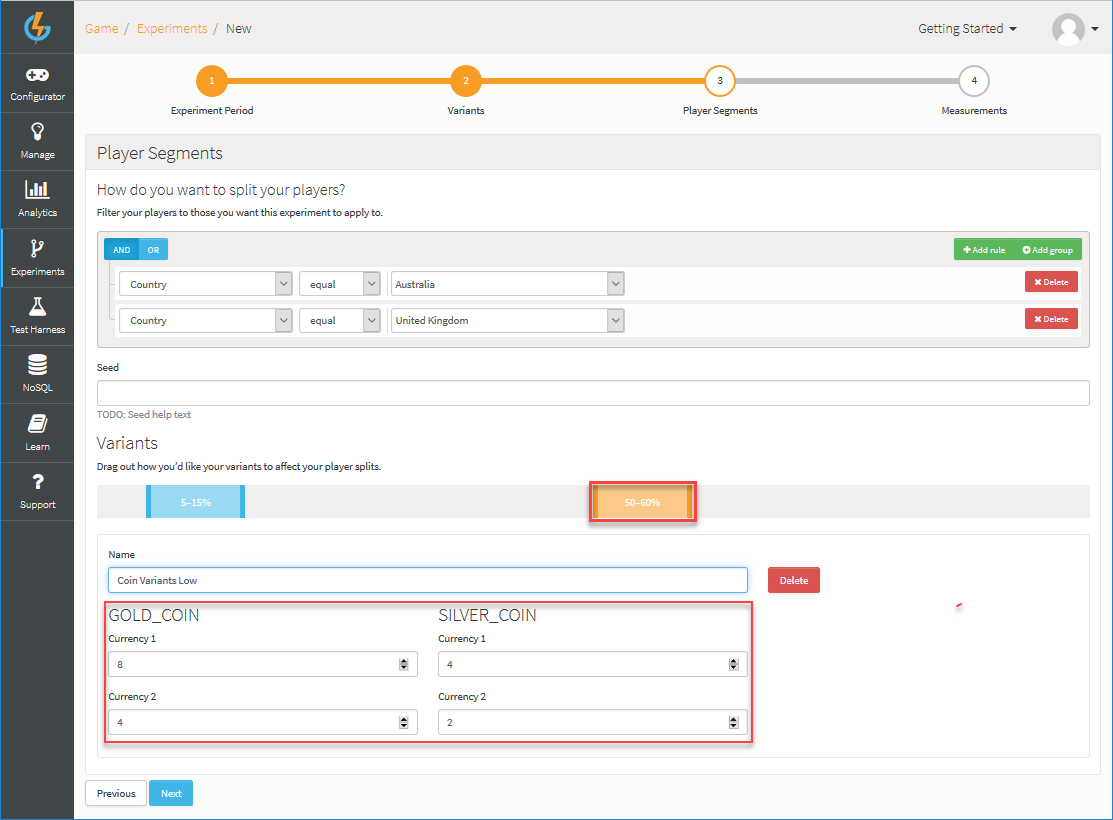 Game / Experiments / New
Getting Started
Configurator
Manage
Analytics
Experiments
Test Harness
NoSQL
Learn
Support
1 2 3 4
Experiment Period Variants Player Segments Measurements
Player Segments
How do you want to split your players?
Filter your players to those you want this experiment to apply to.
AND OR Add rule Add group
Country equal Australia Delete
Country equal United Kingdom Delete
Seed
TODO: Seed help text
Variants
Drag out how you'd like your variants to affect your player splits.
5–15% 50–60%
Name
Coin Variants Low Delete
GOLD_COIN SILVER_COIN
Currency 1 Currency 1
8 4
Currency 2 Currency 2
4 2
Previous Next